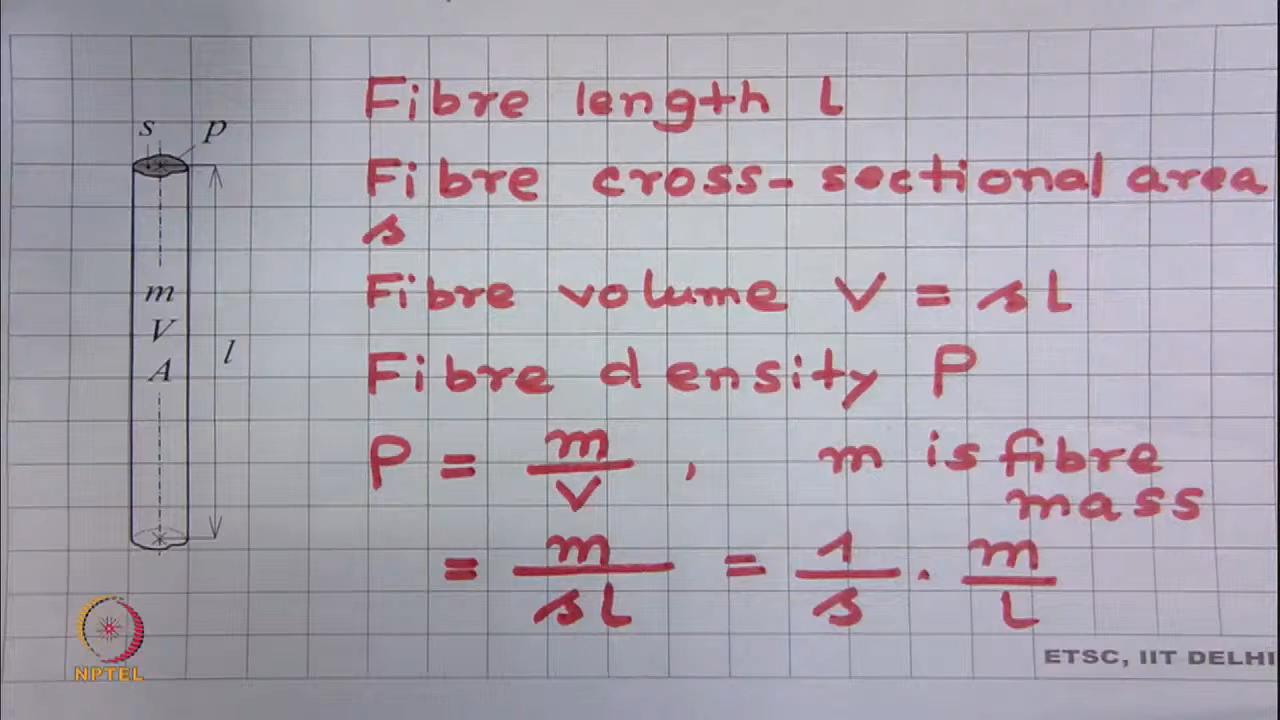 s p
Fibre length l
Fibre cross-sectional area
s
m
V
A
l
Fibre volume V = sl
Fibre density ρ
ρ = m/V , m is fibre
mass
= m/sl = 1/s . m/l
NPTEL
ETSC, IIT DELHI